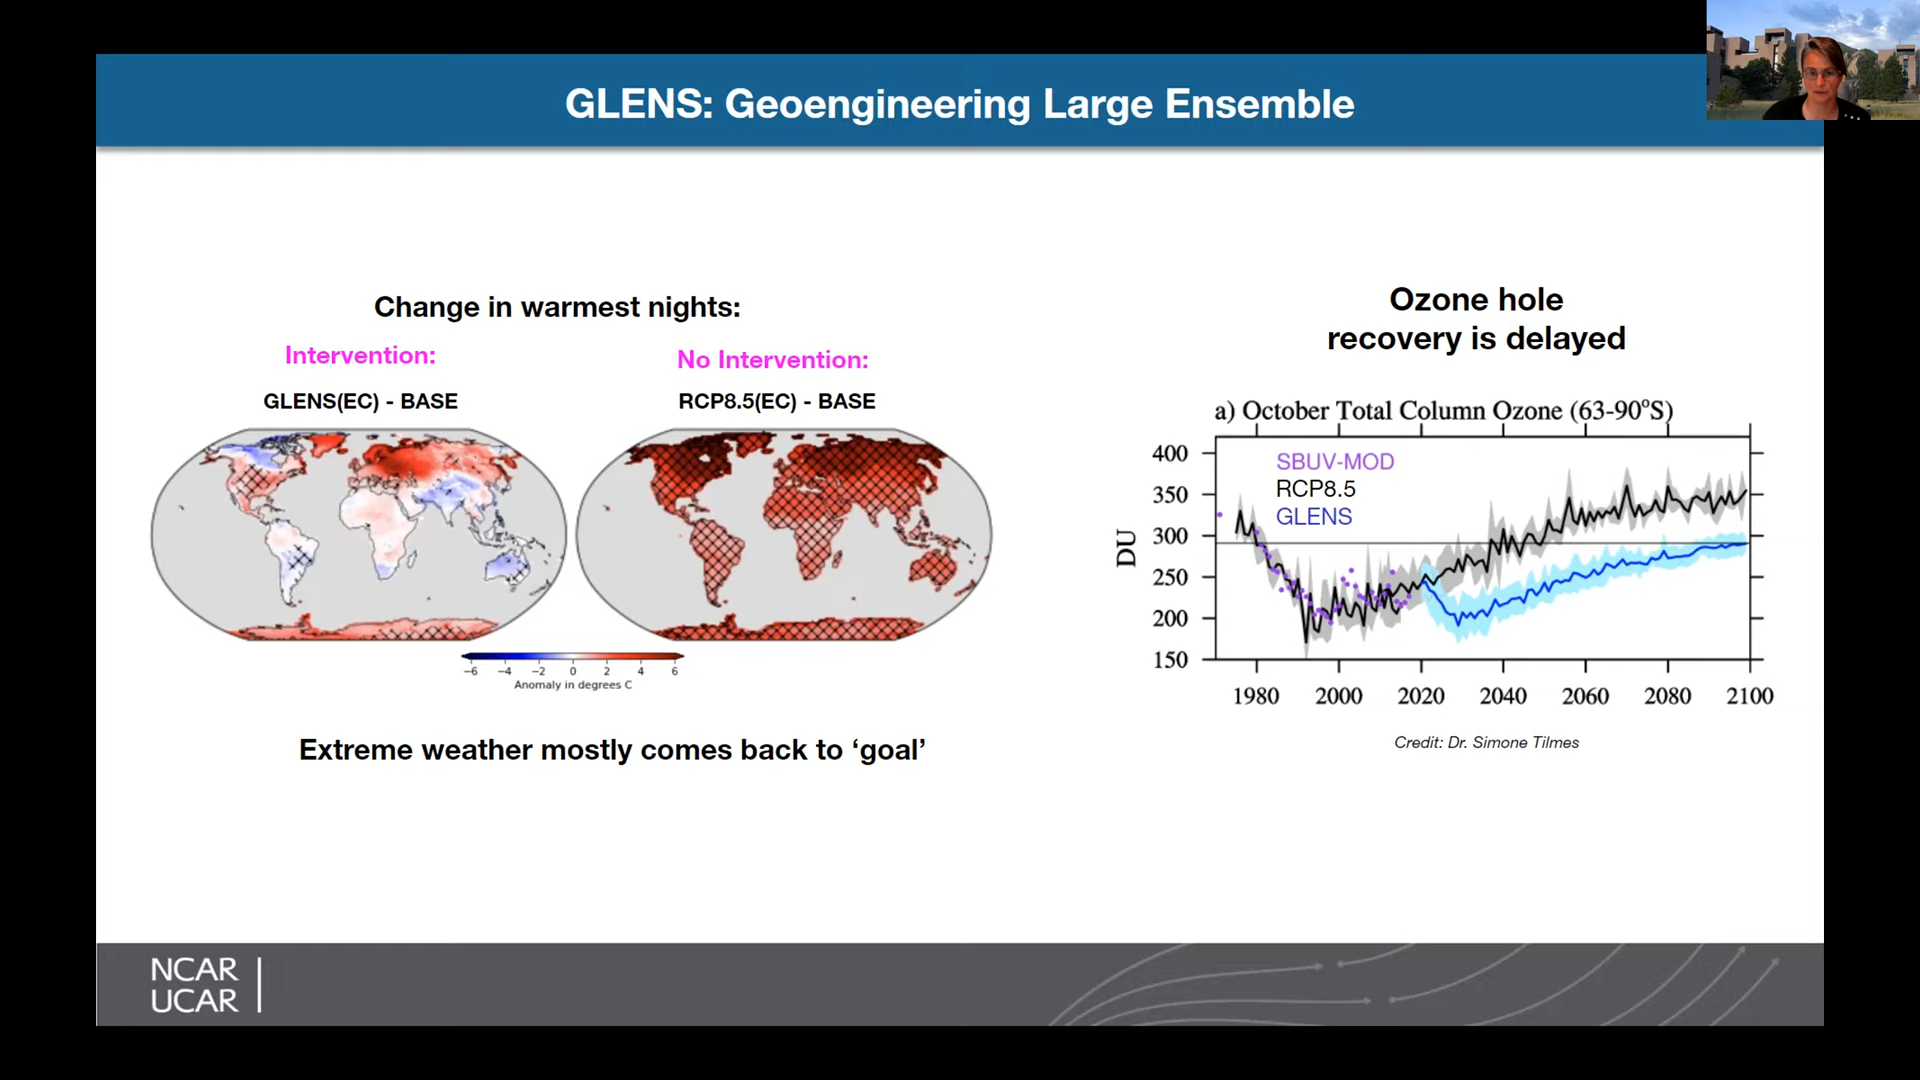 GLENS: Geoengineering Large Ensemble
Change in warmest nights:
Intervention:
No Intervention:
GLENS(EC) - BASE
RCP8.5(EC) - BASE
−6 −4 −2 0 2 4 6
Anomaly in degrees C
Extreme weather mostly comes back to ‘goal’
Ozone hole
recovery is delayed
a) October Total Column Ozone (63-90°S)
SBUV-MOD
RCP8.5
GLENS
DU
400
350
300
250
200
150
1980 2000 2020 2040 2060 2080 2100
Credit: Dr. Simone Tilmes
NCAR
UCAR